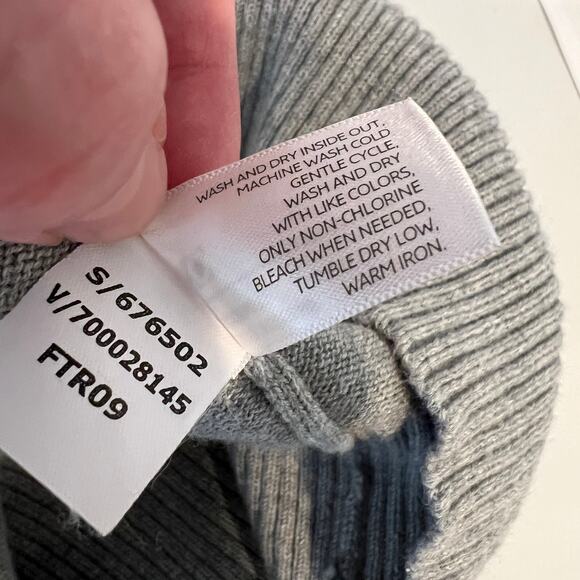 WASH AND DRY INSIDE OUT.
MACHINE WASH COLD
GENTLE CYCLE.
WASH AND DRY
WITH LIKE COLORS,
ONLY NON-CHLORINE
BLEACH WHEN NEEDED,
TUMBLE DRY LOW,
WARM IRON.
S/676502
V/700028145
FTR09